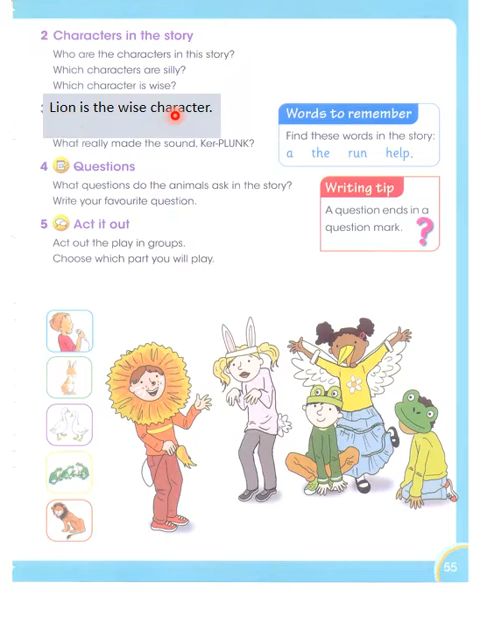 2 Characters in the story
Who are the characters in this story?
Which characters are silly?
Which character is wise?
Lion is the wise character.
What really made the sound, Ker-PLUNK?
4 Questions
What questions do the animals ask in the story?
Write your favourite question.
5 Act it out
Act out the play in groups.
Choose which part you will play.
Words to remember
Find these words in the story:
a the run help.
Writing tip
A question ends in a
question mark.
?
55